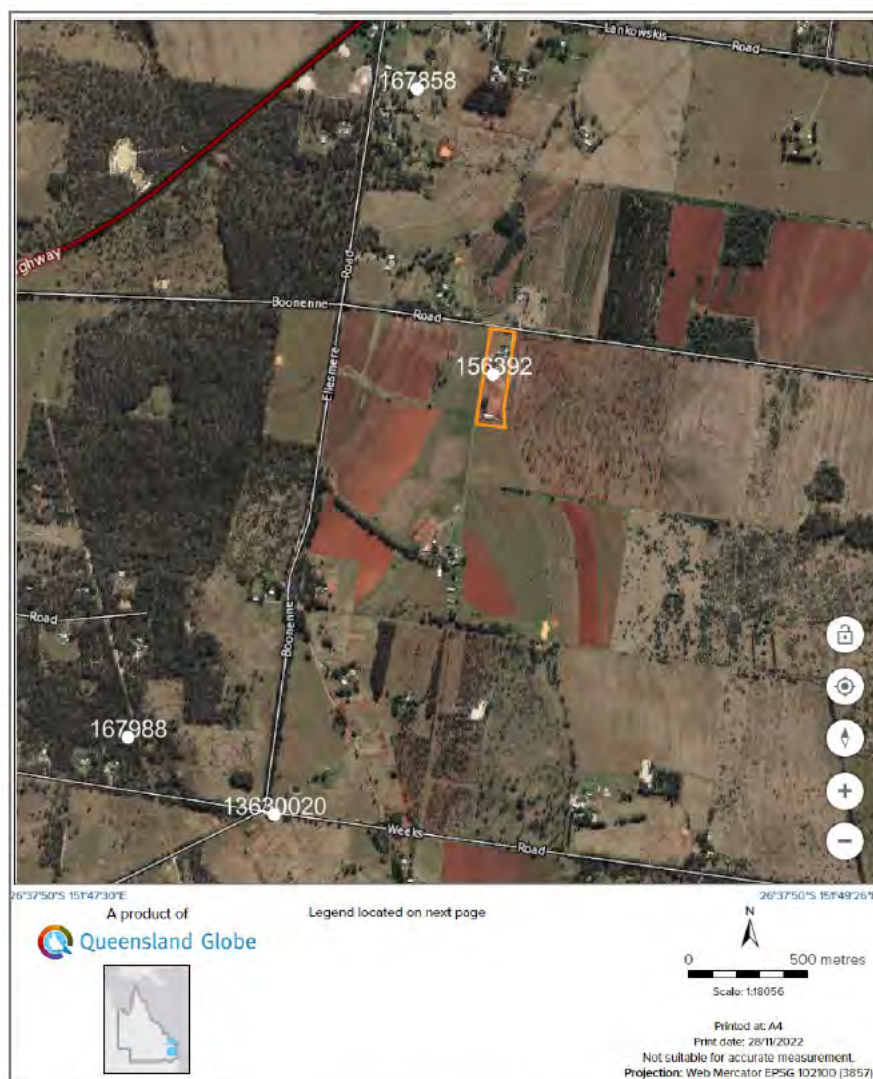 Lankowskis Road
167858
ghway
Road
Boonenne Road
156392
Ellesmere
Road
Boonenne
167988
13630020
Weeks Road
26°37'50"S 151°47'30"E
26°37'50"S 151°49'26"E
A product of
Queensland Globe
Legend located on next page
N
0 500 metres
Scale: 1:18056
Printed at: A4
Print date: 28/11/2022
Not suitable for accurate measurement.
Projection: Web Mercator EPSG 102100 (3857)